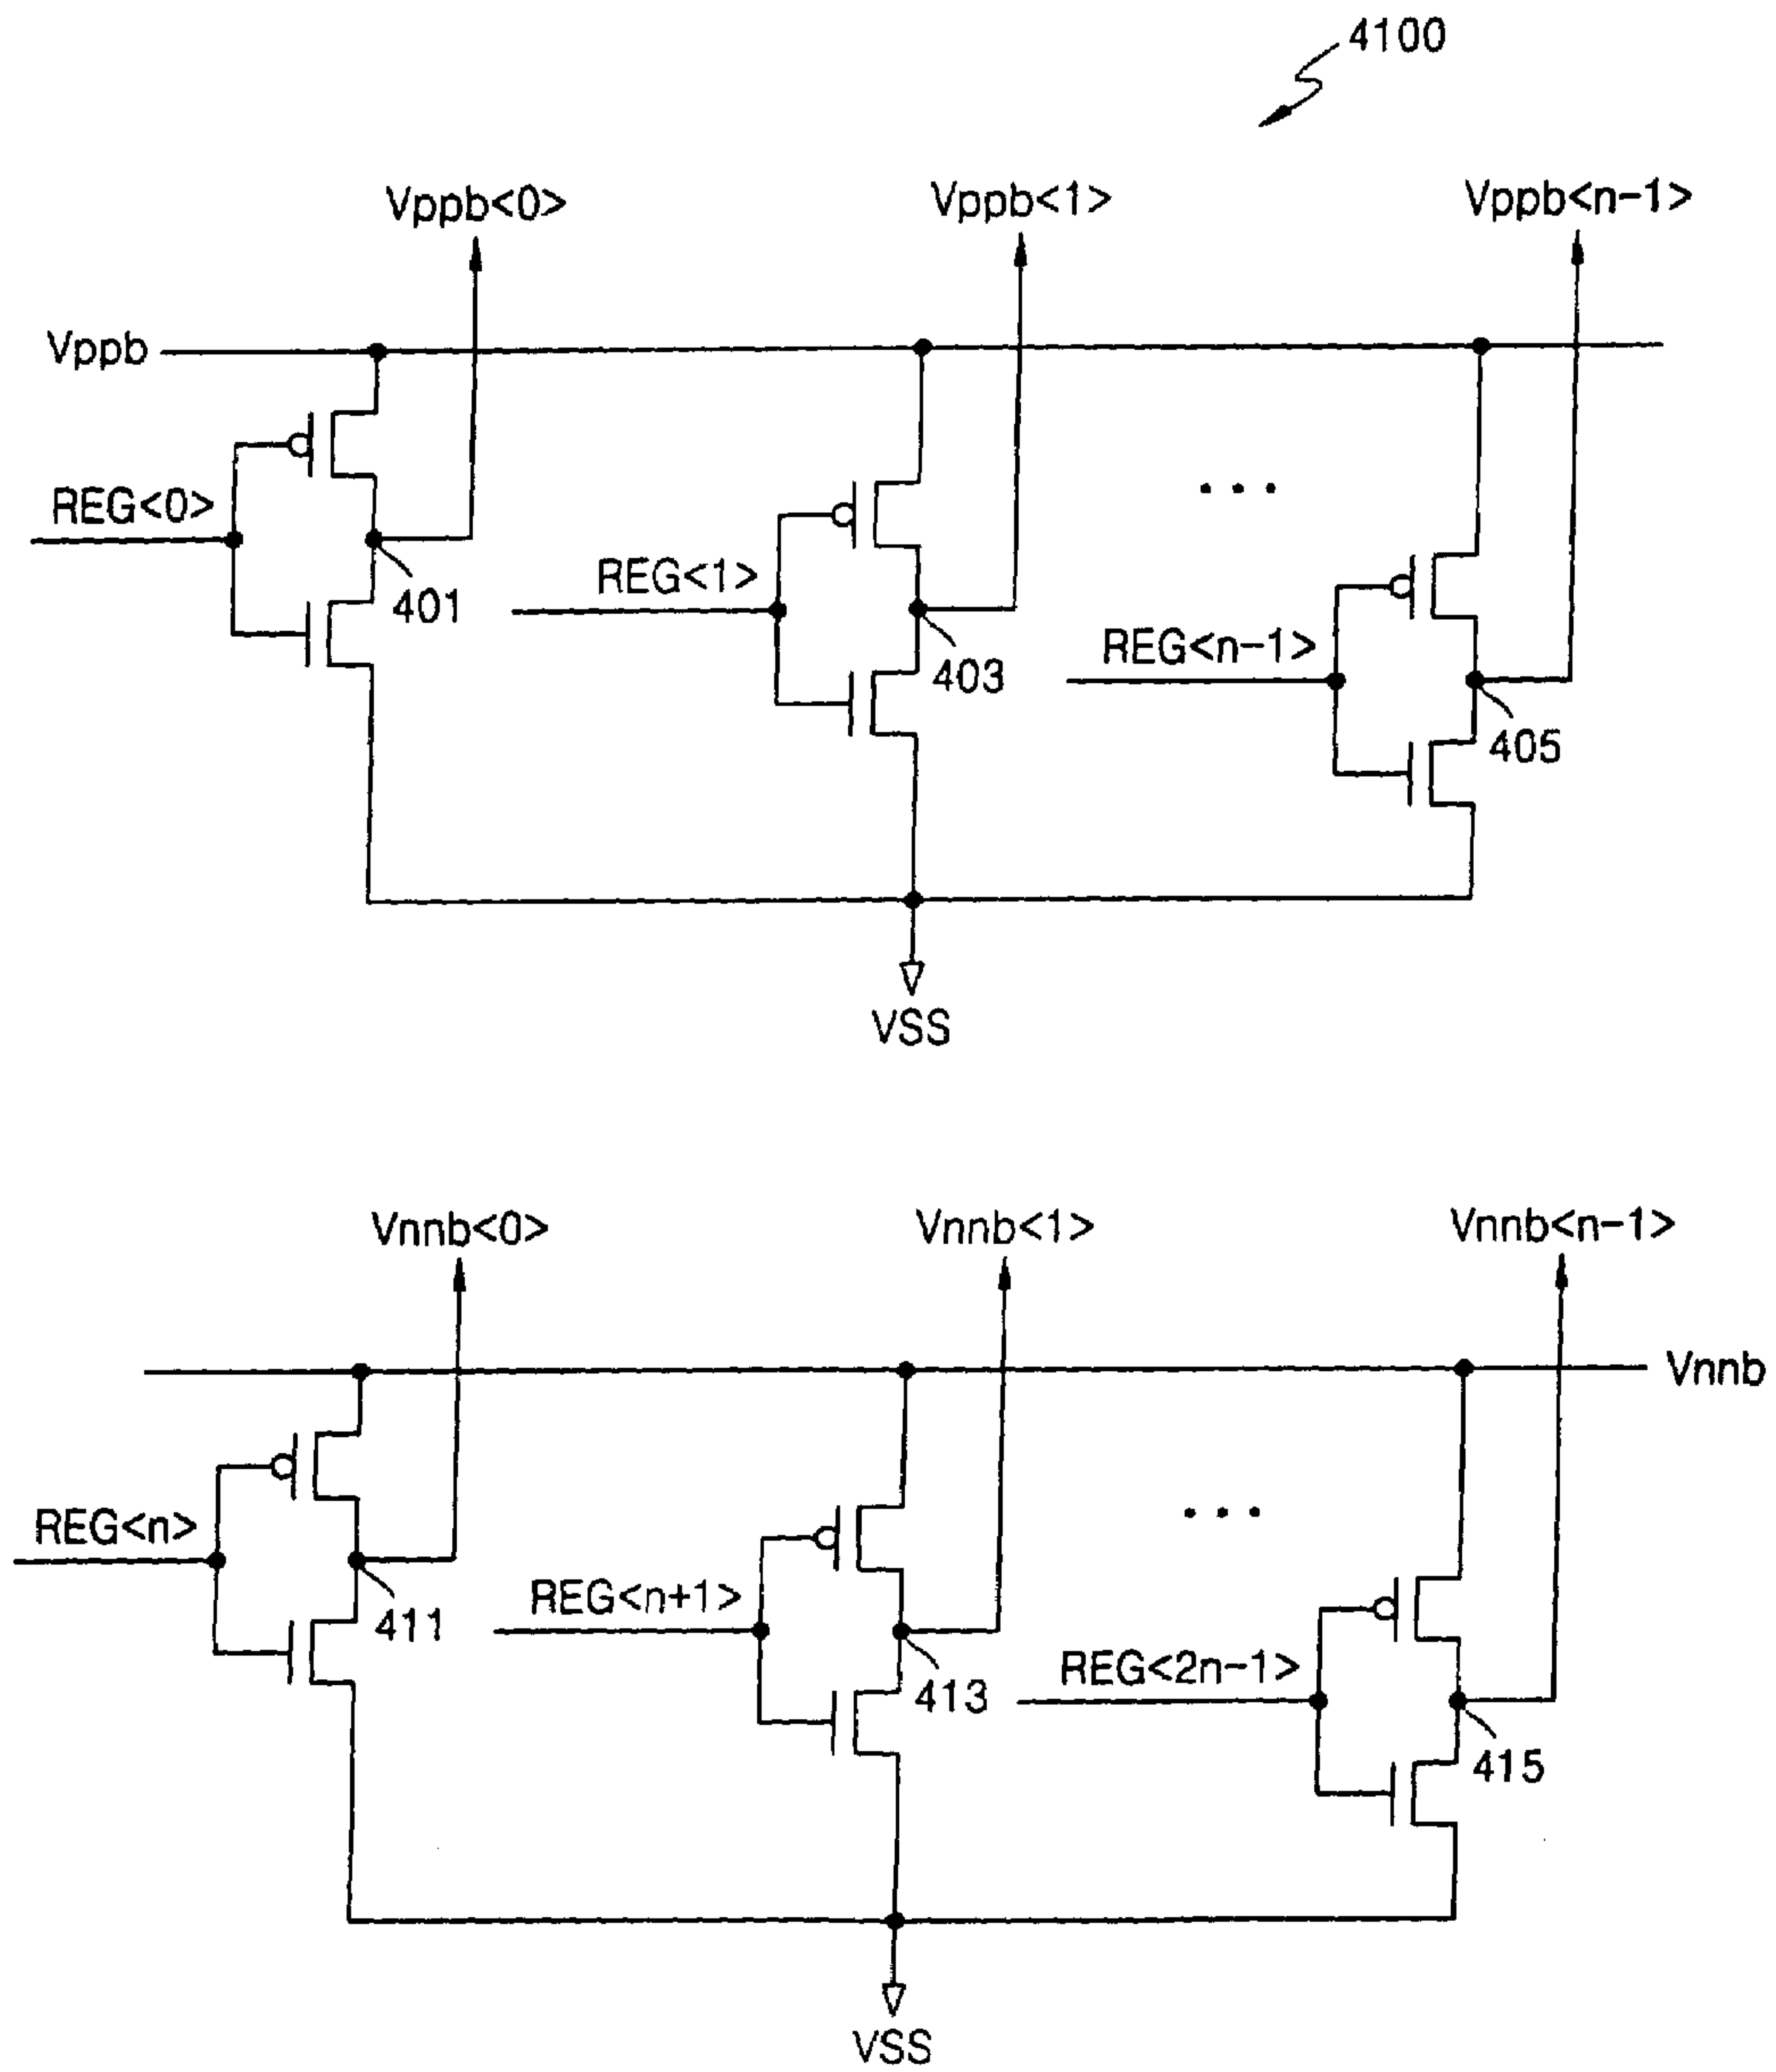 4100
Vppb<0>
Vppb<1>
Vppb<n-1>
Vppb
REG<0>
401
REG<1>
403
REG<n-1>
405
VSS
Vnnb<0>
Vnnb<1>
Vnnb<n-1>
Vnnb
REG<n>
411
REG<n+1>
413
REG<2n-1>
415
VSS